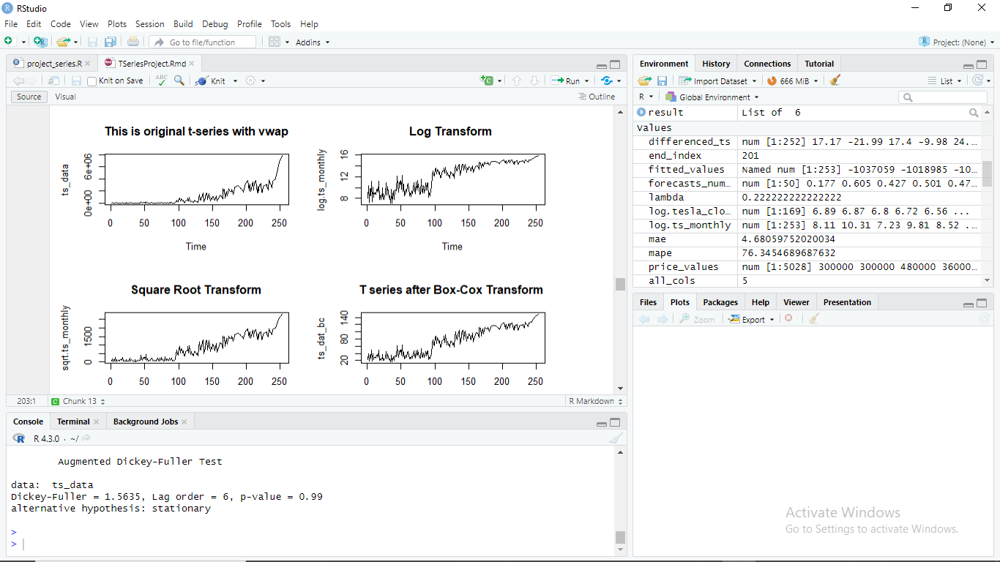 RStudio
File Edit Code View Plots Session Build Debug Profile Tools Help
Go to file/function Addins Project: (None)
project_series.R TSeriesProject.Rmd
Knit on Save ABC Knit Run
Source Visual Outline
This is original t-series with vwap
ts_data
0e+00 6e+06
0 50 100 150 200 250
Time
Log Transform
log.ts_monthly
8 12 16
0 50 100 150 200 250
Time
Square Root Transform
sqrt.ts_monthly
0 1500
0 50 100 150 200 250
T series after Box-Cox Transform
ts_dat_bc
20 80 140
0 50 100 150 200 250
203:1 C Chunk 13 R Markdown
Console Terminal Background Jobs
R R 4.3.0 · ~/
Augmented Dickey-Fuller Test
data: ts_data
Dickey-Fuller = 1.5635, Lag order = 6, p-value = 0.99
alternative hypothesis: stationary
>
>
Environment History Connections Tutorial
Import Dataset 666 MiB List
R Global Environment
result List of 6
values
differenced_ts num [1:252] 17.17 -21.99 17.4 -9.98 24...
end_index 201
fitted_values Named num [1:253] -1037059 -1018985 -10...
forecasts_num… num [1:50] 0.177 0.605 0.427 0.501 0.47...
lambda 0.222222222222222
log.tesla_clo… num [1:169] 6.89 6.87 6.8 6.72 6.56 ...
log.ts_monthly num [1:253] 8.11 10.31 7.23 9.81 8.52 ...
mae 4.68059752020034
mape 76.3454689687632
price_values num [1:5028] 300000 300000 480000 36000...
all_cols 5
Files Plots Packages Help Viewer Presentation
Zoom Export
Activate Windows
Go to Settings to activate Windows.